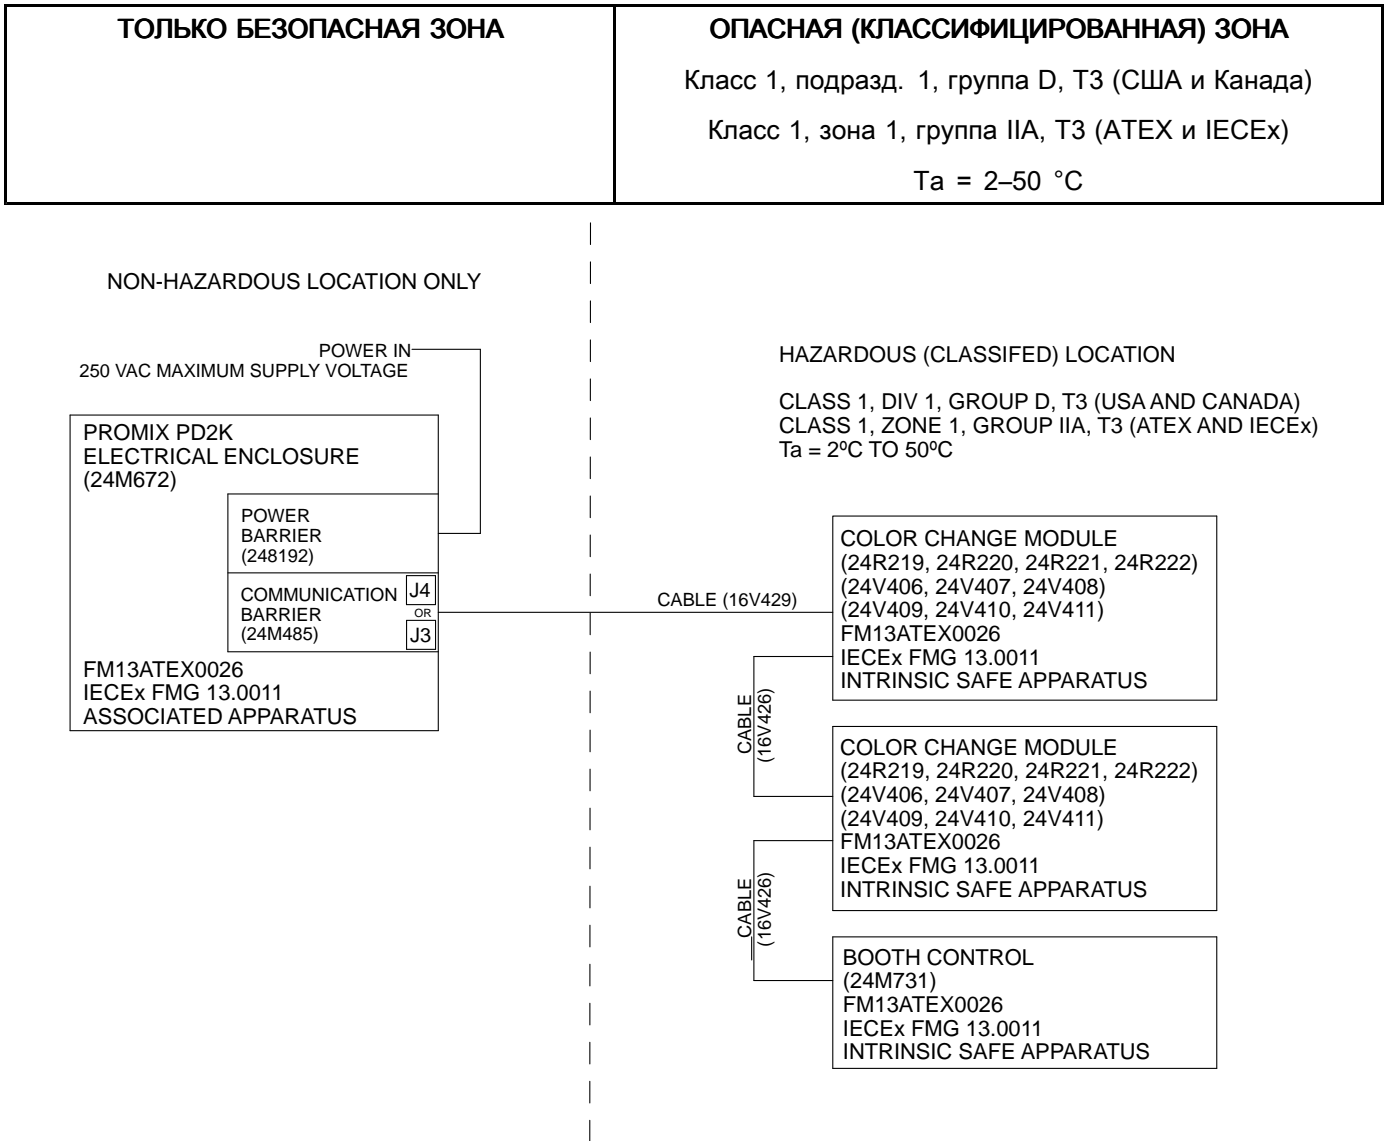 ТОЛЬКО БЕЗОПАСНАЯ ЗОНА
ОПАСНАЯ (КЛАССИФИЦИРОВАННАЯ) ЗОНА
Класс 1, подразд. 1, группа D, T3 (США и Канада)
Класс 1, зона 1, группа IIA, T3 (ATEX и IECEx)
Ta = 2–50 °C
NON-HAZARDOUS LOCATION ONLY
POWER IN
250 VAC MAXIMUM SUPPLY VOLTAGE
PROMIX PD2K
ELECTRICAL ENCLOSURE
(24M672)
POWER
BARRIER
(248192)
COMMUNICATION
BARRIER
(24M485)
J4
OR
J3
FM13ATEX0026
IECEx FMG 13.0011
ASSOCIATED APPARATUS
HAZARDOUS (CLASSIFED) LOCATION
CLASS 1, DIV 1, GROUP D, T3 (USA AND CANADA)
CLASS 1, ZONE 1, GROUP IIA, T3 (ATEX AND IECEx)
Ta = 2ºC TO 50ºC
CABLE (16V429)
COLOR CHANGE MODULE
(24R219, 24R220, 24R221, 24R222)
(24V406, 24V407, 24V408)
(24V409, 24V410, 24V411)
FM13ATEX0026
IECEx FMG 13.0011
INTRINSIC SAFE APPARATUS
CABLE
(16V426)
COLOR CHANGE MODULE
(24R219, 24R220, 24R221, 24R222)
(24V406, 24V407, 24V408)
(24V409, 24V410, 24V411)
FM13ATEX0026
IECEx FMG 13.0011
INTRINSIC SAFE APPARATUS
CABLE
(16V426)
BOOTH CONTROL
(24M731)
FM13ATEX0026
IECEx FMG 13.0011
INTRINSIC SAFE APPARATUS